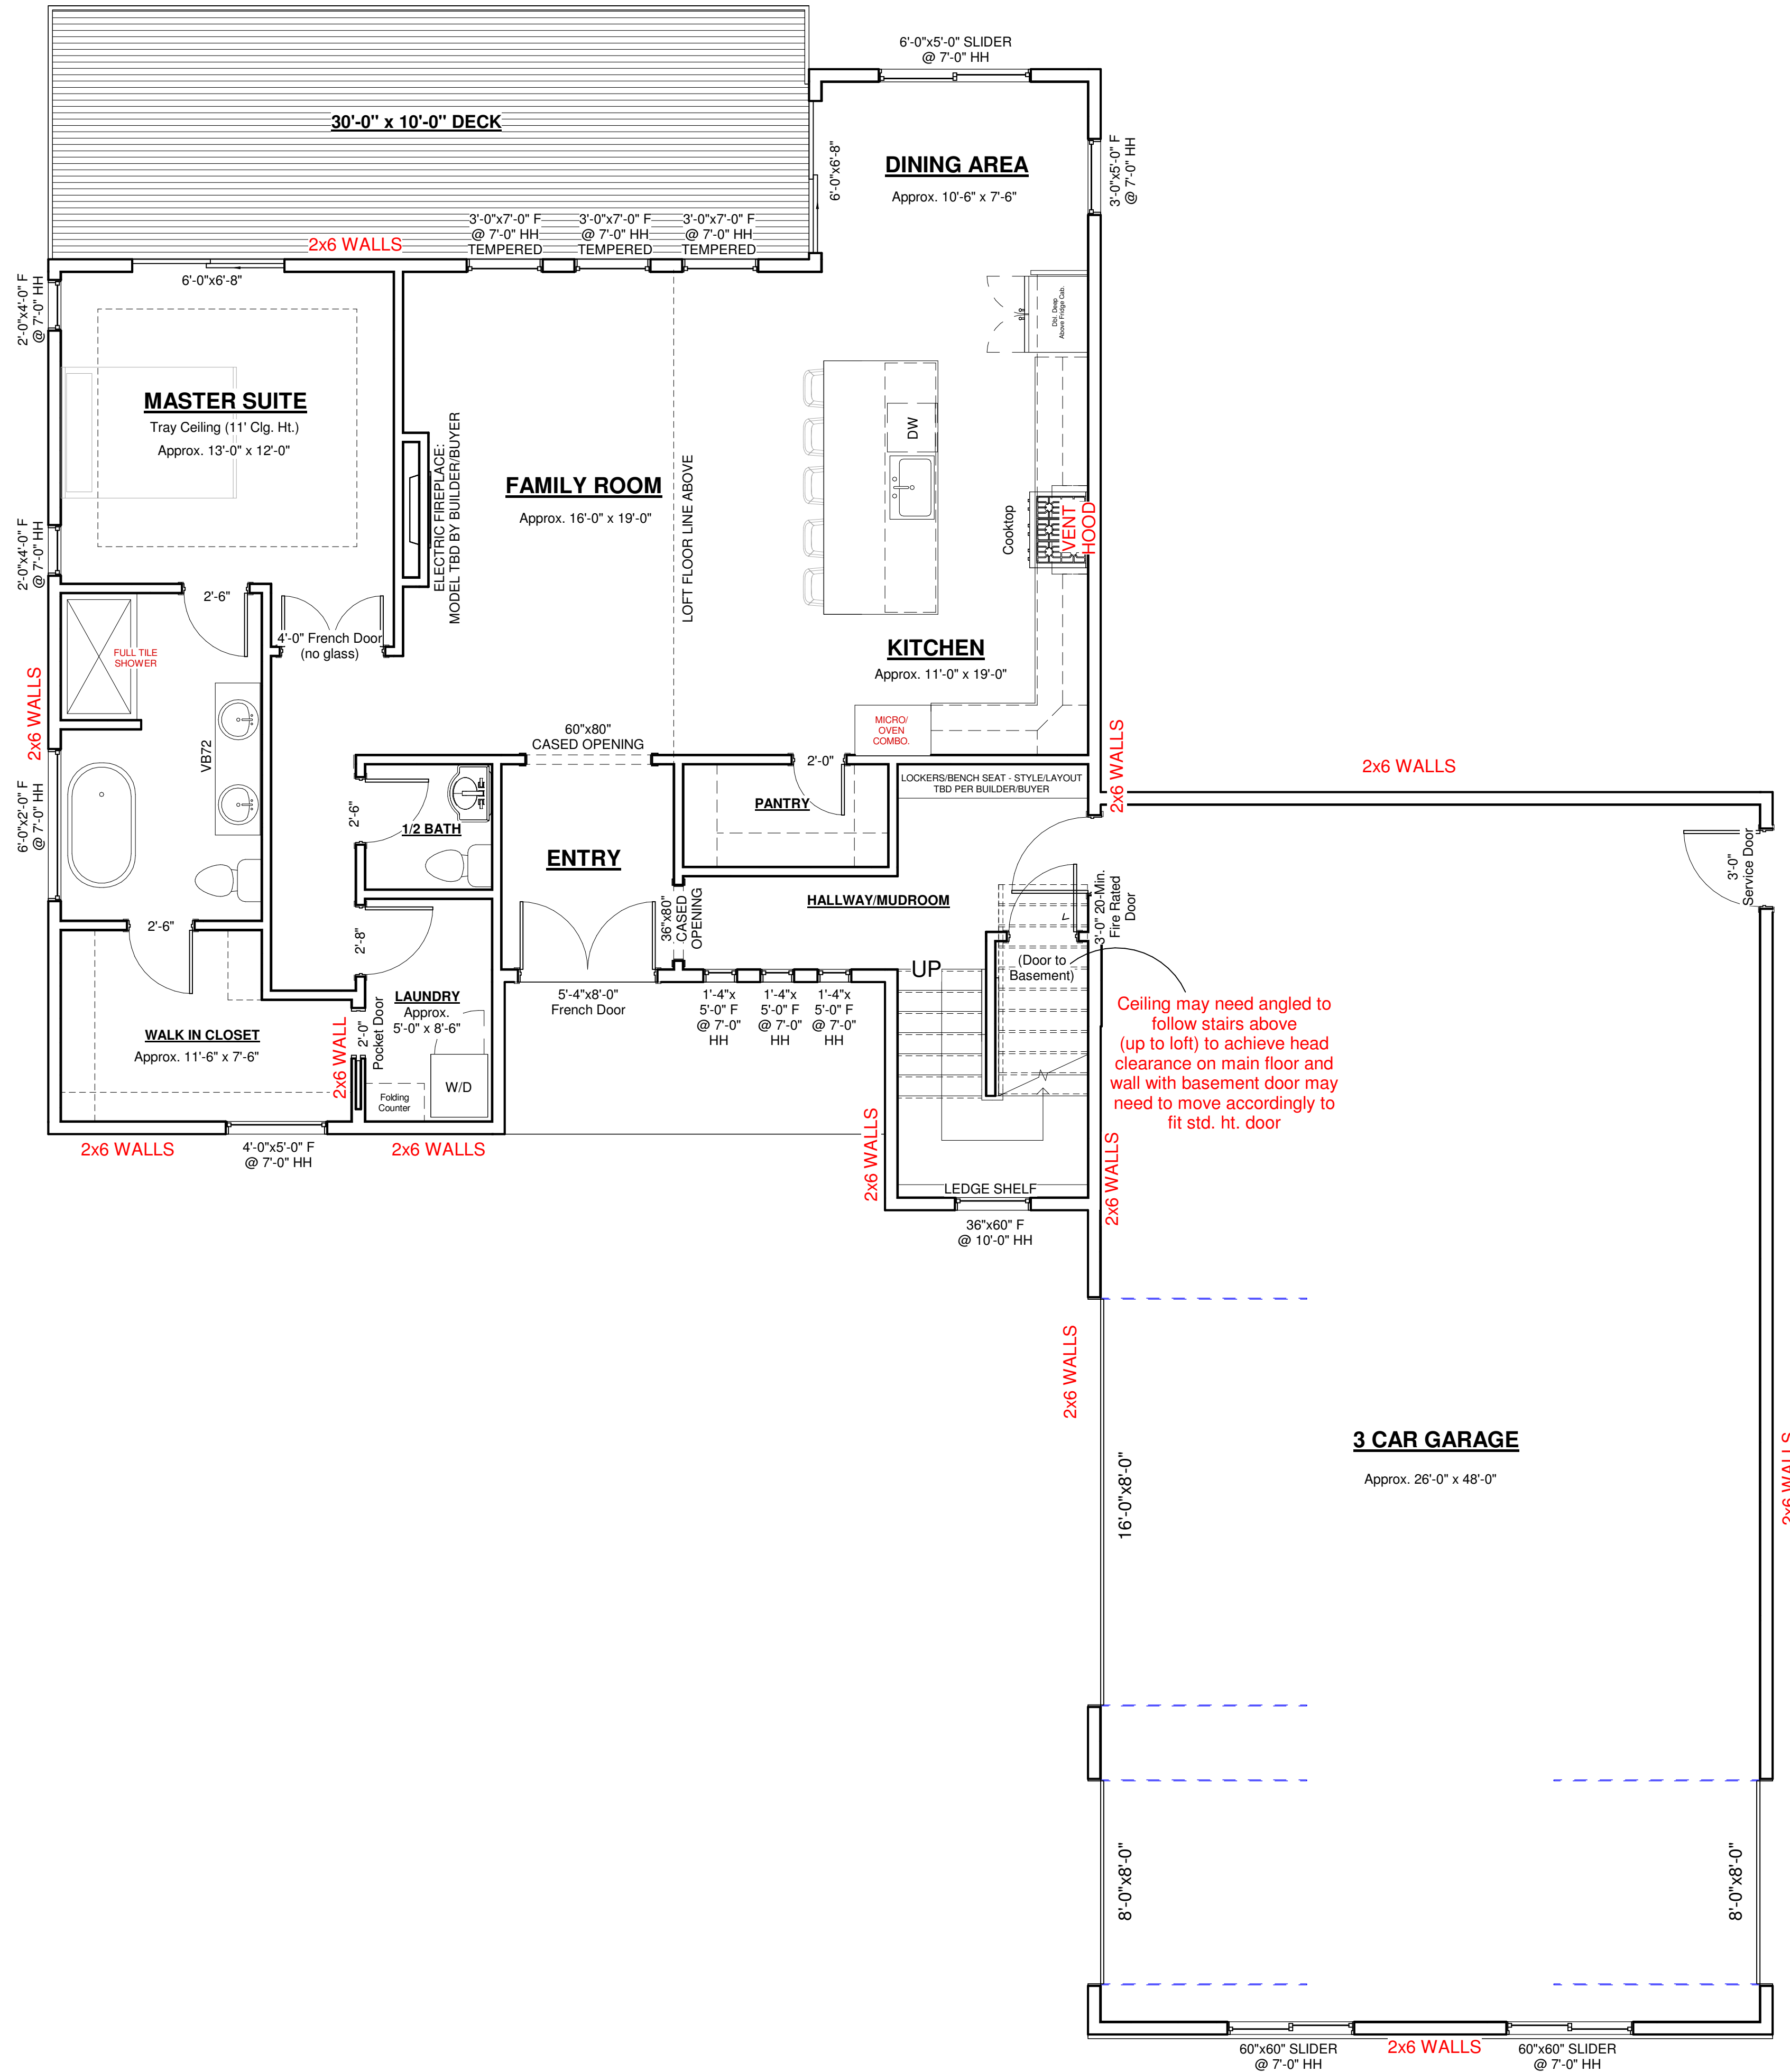 6'-0"x5'-0" SLIDER
@ 7'-0" HH
30'-0" x 10'-0" DECK
6'-0"x6'-8"
DINING AREA
Approx. 10'-6" x 7'-6"
3'-0"x5'-0" F
@ 7'-0" HH
2x6 WALLS
3'-0"x7'-0" F
@ 7'-0" HH
TEMPERED
3'-0"x7'-0" F
@ 7'-0" HH
TEMPERED
3'-0"x7'-0" F
@ 7'-0" HH
TEMPERED
2'-0"x4'-0" F
@ 7'-0" HH
6'-0"x6'-8"
Dbl. Deep
Above Fridge Cab.
MASTER SUITE
Tray Ceiling (11' Clg. Ht.)
Approx. 13'-0" x 12'-0"
ELECTRIC FIREPLACE:
MODEL TBD BY BUILDER/BUYER
FAMILY ROOM
Approx. 16'-0" x 19'-0"
LOFT FLOOR LINE ABOVE
DW
Cooktop
VENT
HOOD
2'-0"x4'-0" F
@ 7'-0" HH
2'-6"
4'-0" French Door
(no glass)
FULL TILE
SHOWER
KITCHEN
Approx. 11'-0" x 19'-0"
2x6 WALLS
VB72
60"x80"
CASED OPENING
MICRO/
OVEN
COMBO.
2'-0"
2x6 WALLS
2x6 WALLS
6'-0"x2'-0" F
@ 7'-0" HH
2'-6"
1/2 BATH
PANTRY
LOCKERS/BENCH SEAT - STYLE/LAYOUT
TBD PER BUILDER/BUYER
ENTRY
3'-0"
Service Door
2'-6"
2'-8"
36"x80"
CASED
OPENING
HALLWAY/MUDROOM
3'-0" 20-Min.
Fire Rated
Door
UP
(Door to
Basement)
LAUNDRY
Approx.
5'-0" x 8'-6"
5'-4"x8'-0"
French Door
1'-4"x
5'-0" F
@ 7'-0"
HH
1'-4"x
5'-0" F
@ 7'-0"
HH
1'-4"x
5'-0" F
@ 7'-0"
HH
Ceiling may need angled to
follow stairs above
(up to loft) to achieve head
clearance on main floor and
wall with basement door may
need to move accordingly to
fit std. ht. door
WALK IN CLOSET
Approx. 11'-6" x 7'-6"
2x6 WALL
2'-0"
Pocket Door
W/D
Folding
Counter
2x6 WALLS
4'-0"x5'-0" F
@ 7'-0" HH
2x6 WALLS
2x6 WALLS
LEDGE SHELF
2x6 WALLS
36"x60" F
@ 10'-0" HH
2x6 WALLS
3 CAR GARAGE
Approx. 26'-0" x 48'-0"
16'-0"x8'-0"
2x6 WALLS
8'-0"x8'-0"
8'-0"x8'-0"
60"x60" SLIDER
@ 7'-0" HH
2x6 WALLS
60"x60" SLIDER
@ 7'-0" HH